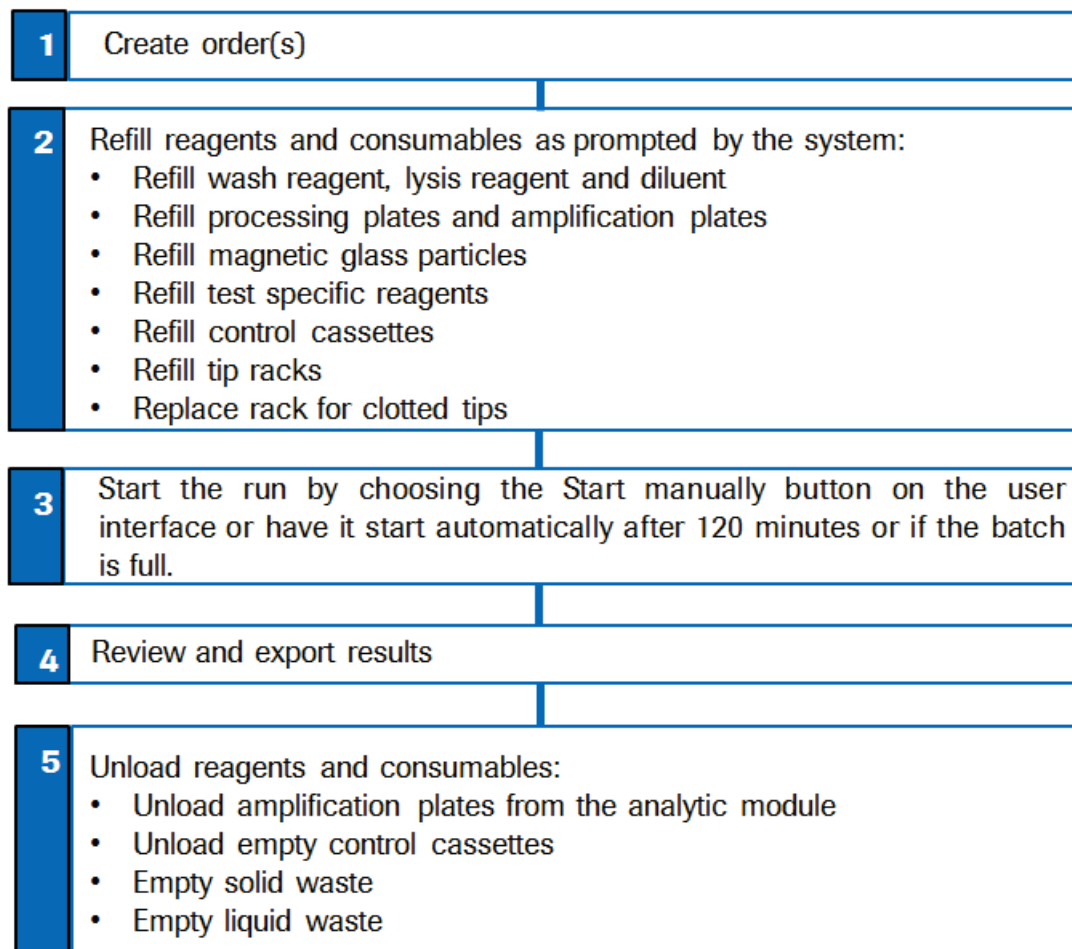 1
Create order(s)
2
Refill reagents and consumables as prompted by the system:
• Refill wash reagent, lysis reagent and diluent
• Refill processing plates and amplification plates
• Refill magnetic glass particles
• Refill test specific reagents
• Refill control cassettes
• Refill tip racks
• Replace rack for clotted tips
3
Start the run by choosing the Start manually button on the user
interface or have it start automatically after 120 minutes or if the batch
is full.
4
Review and export results
5
Unload reagents and consumables:
• Unload amplification plates from the analytic module
• Unload empty control cassettes
• Empty solid waste
• Empty liquid waste